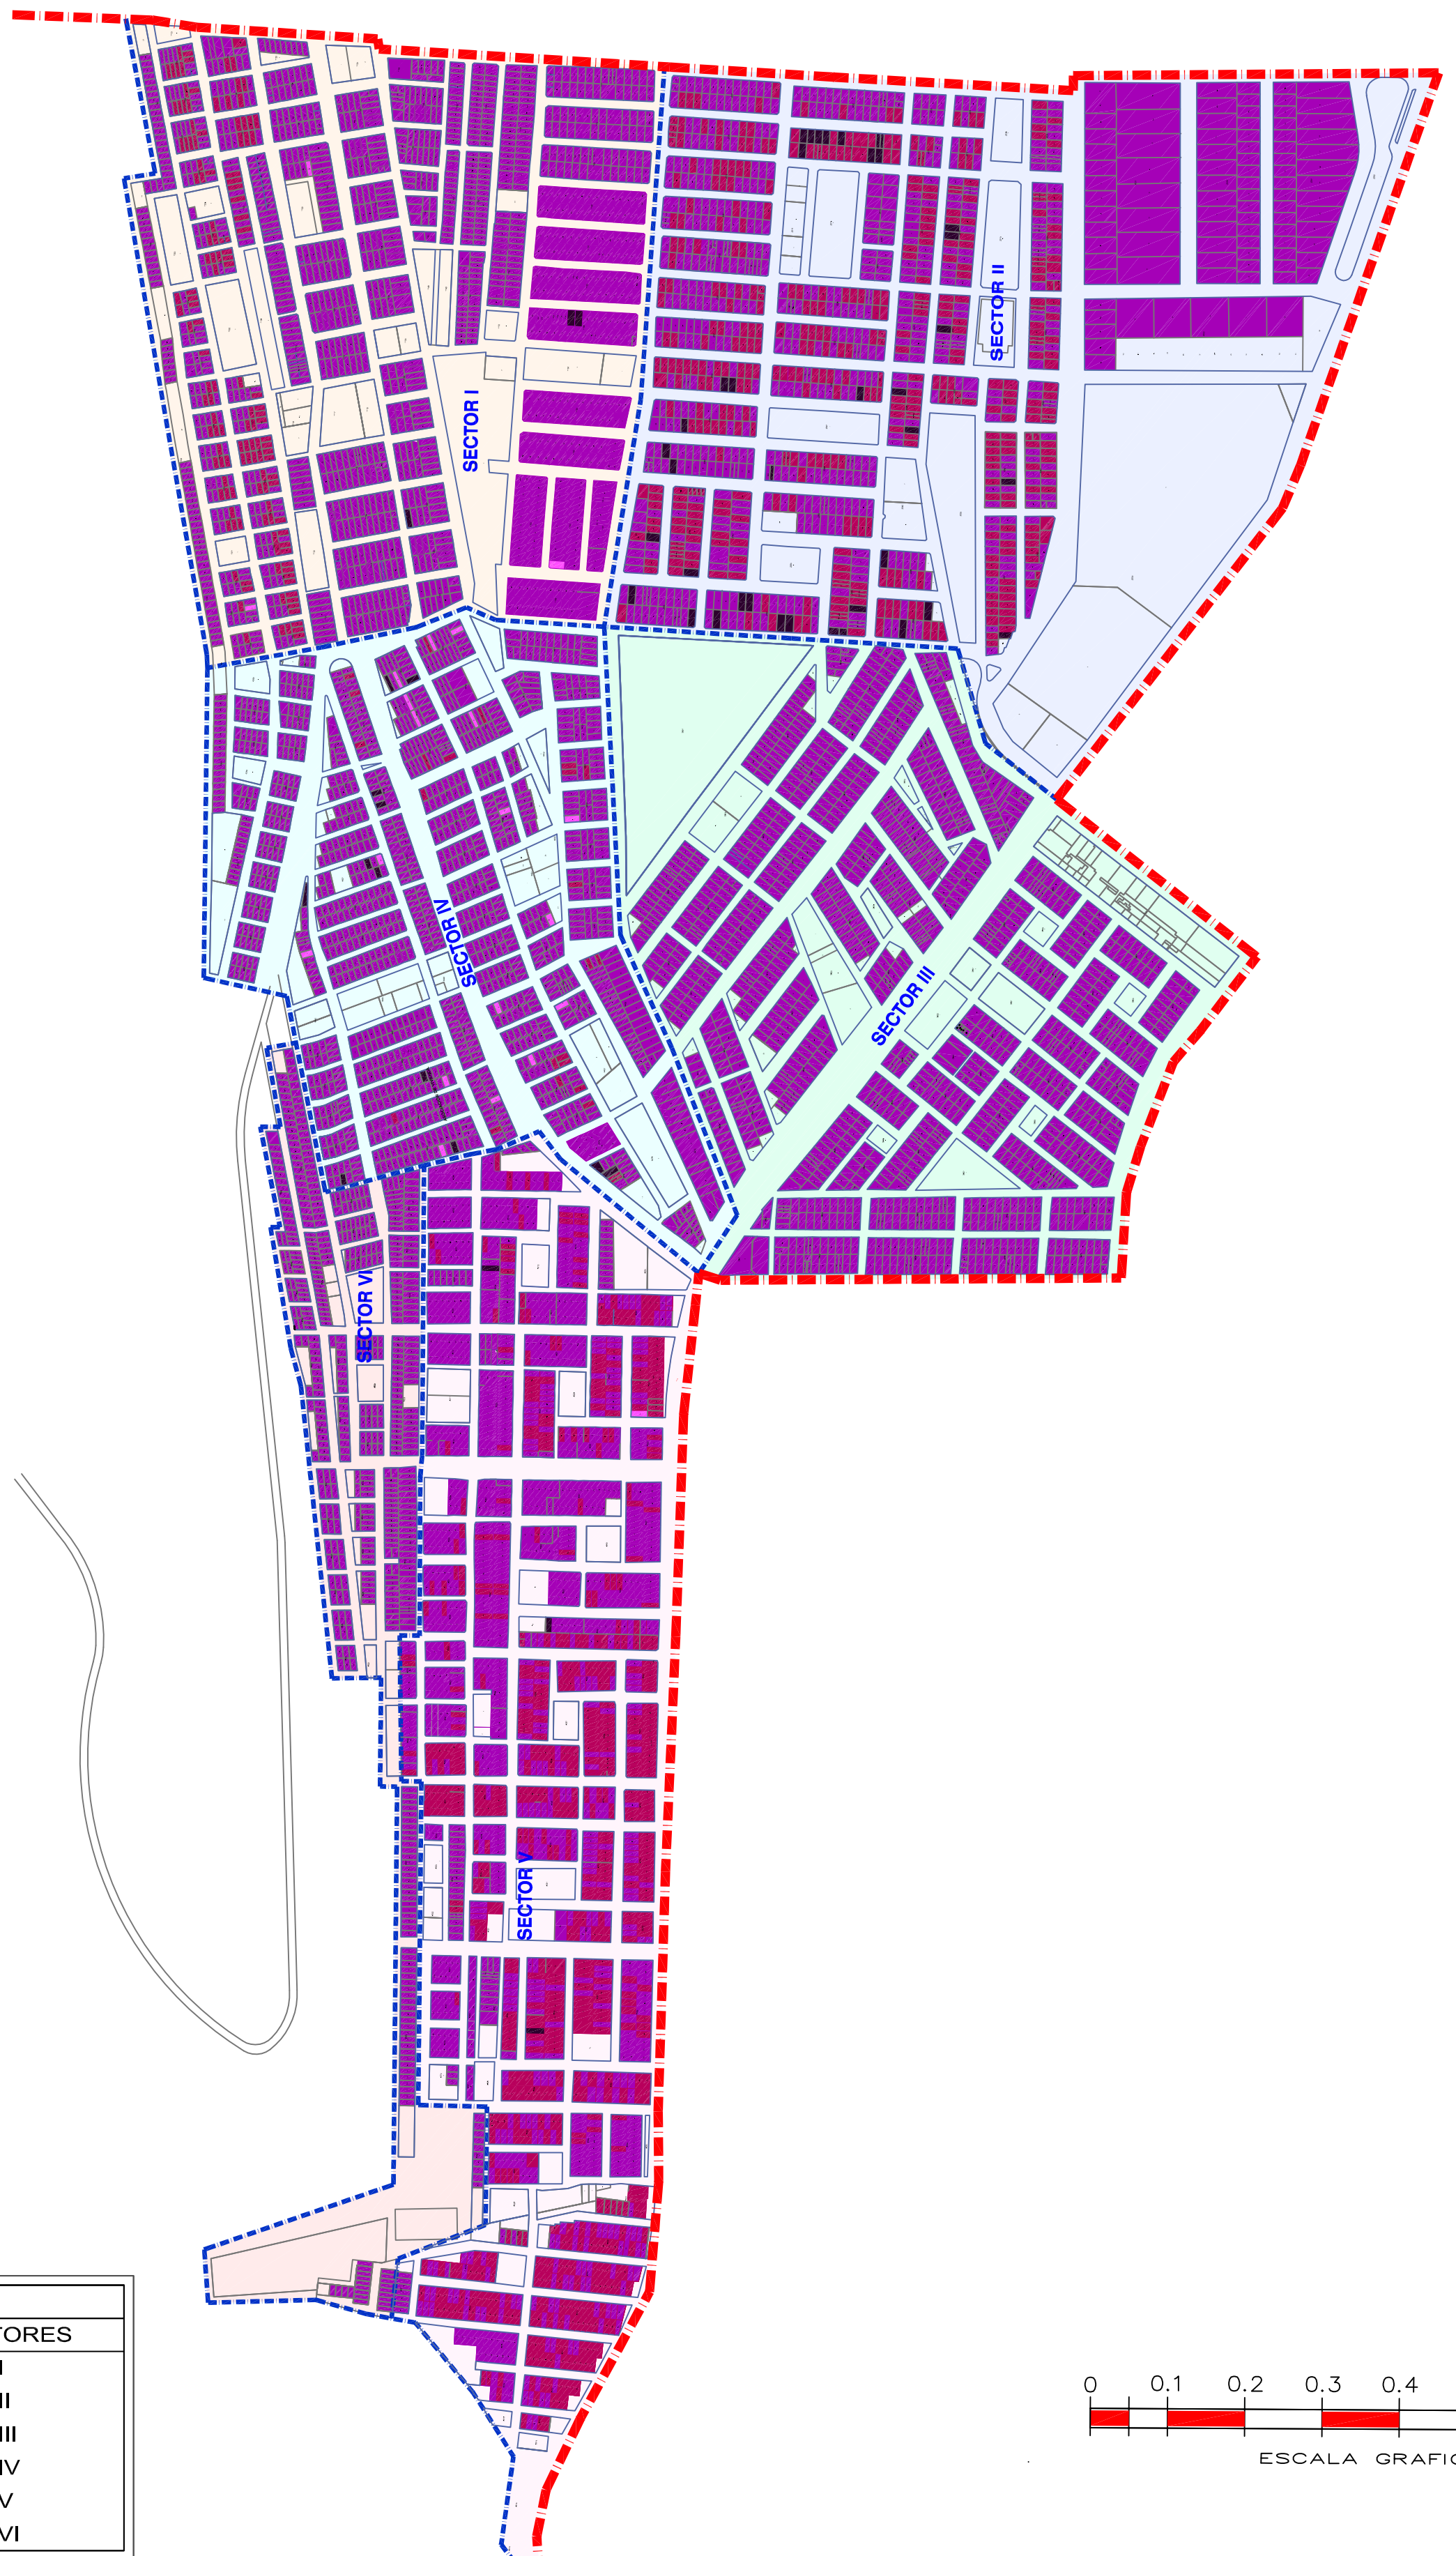 SECTOR II
SECTOR I
SECTOR IV
SECTOR III
SECTOR VI
SECTOR V
TORES
I
II
III
IV
V
VI
0 0.1 0.2 0.3 0.4
ESCALA GRAFIC